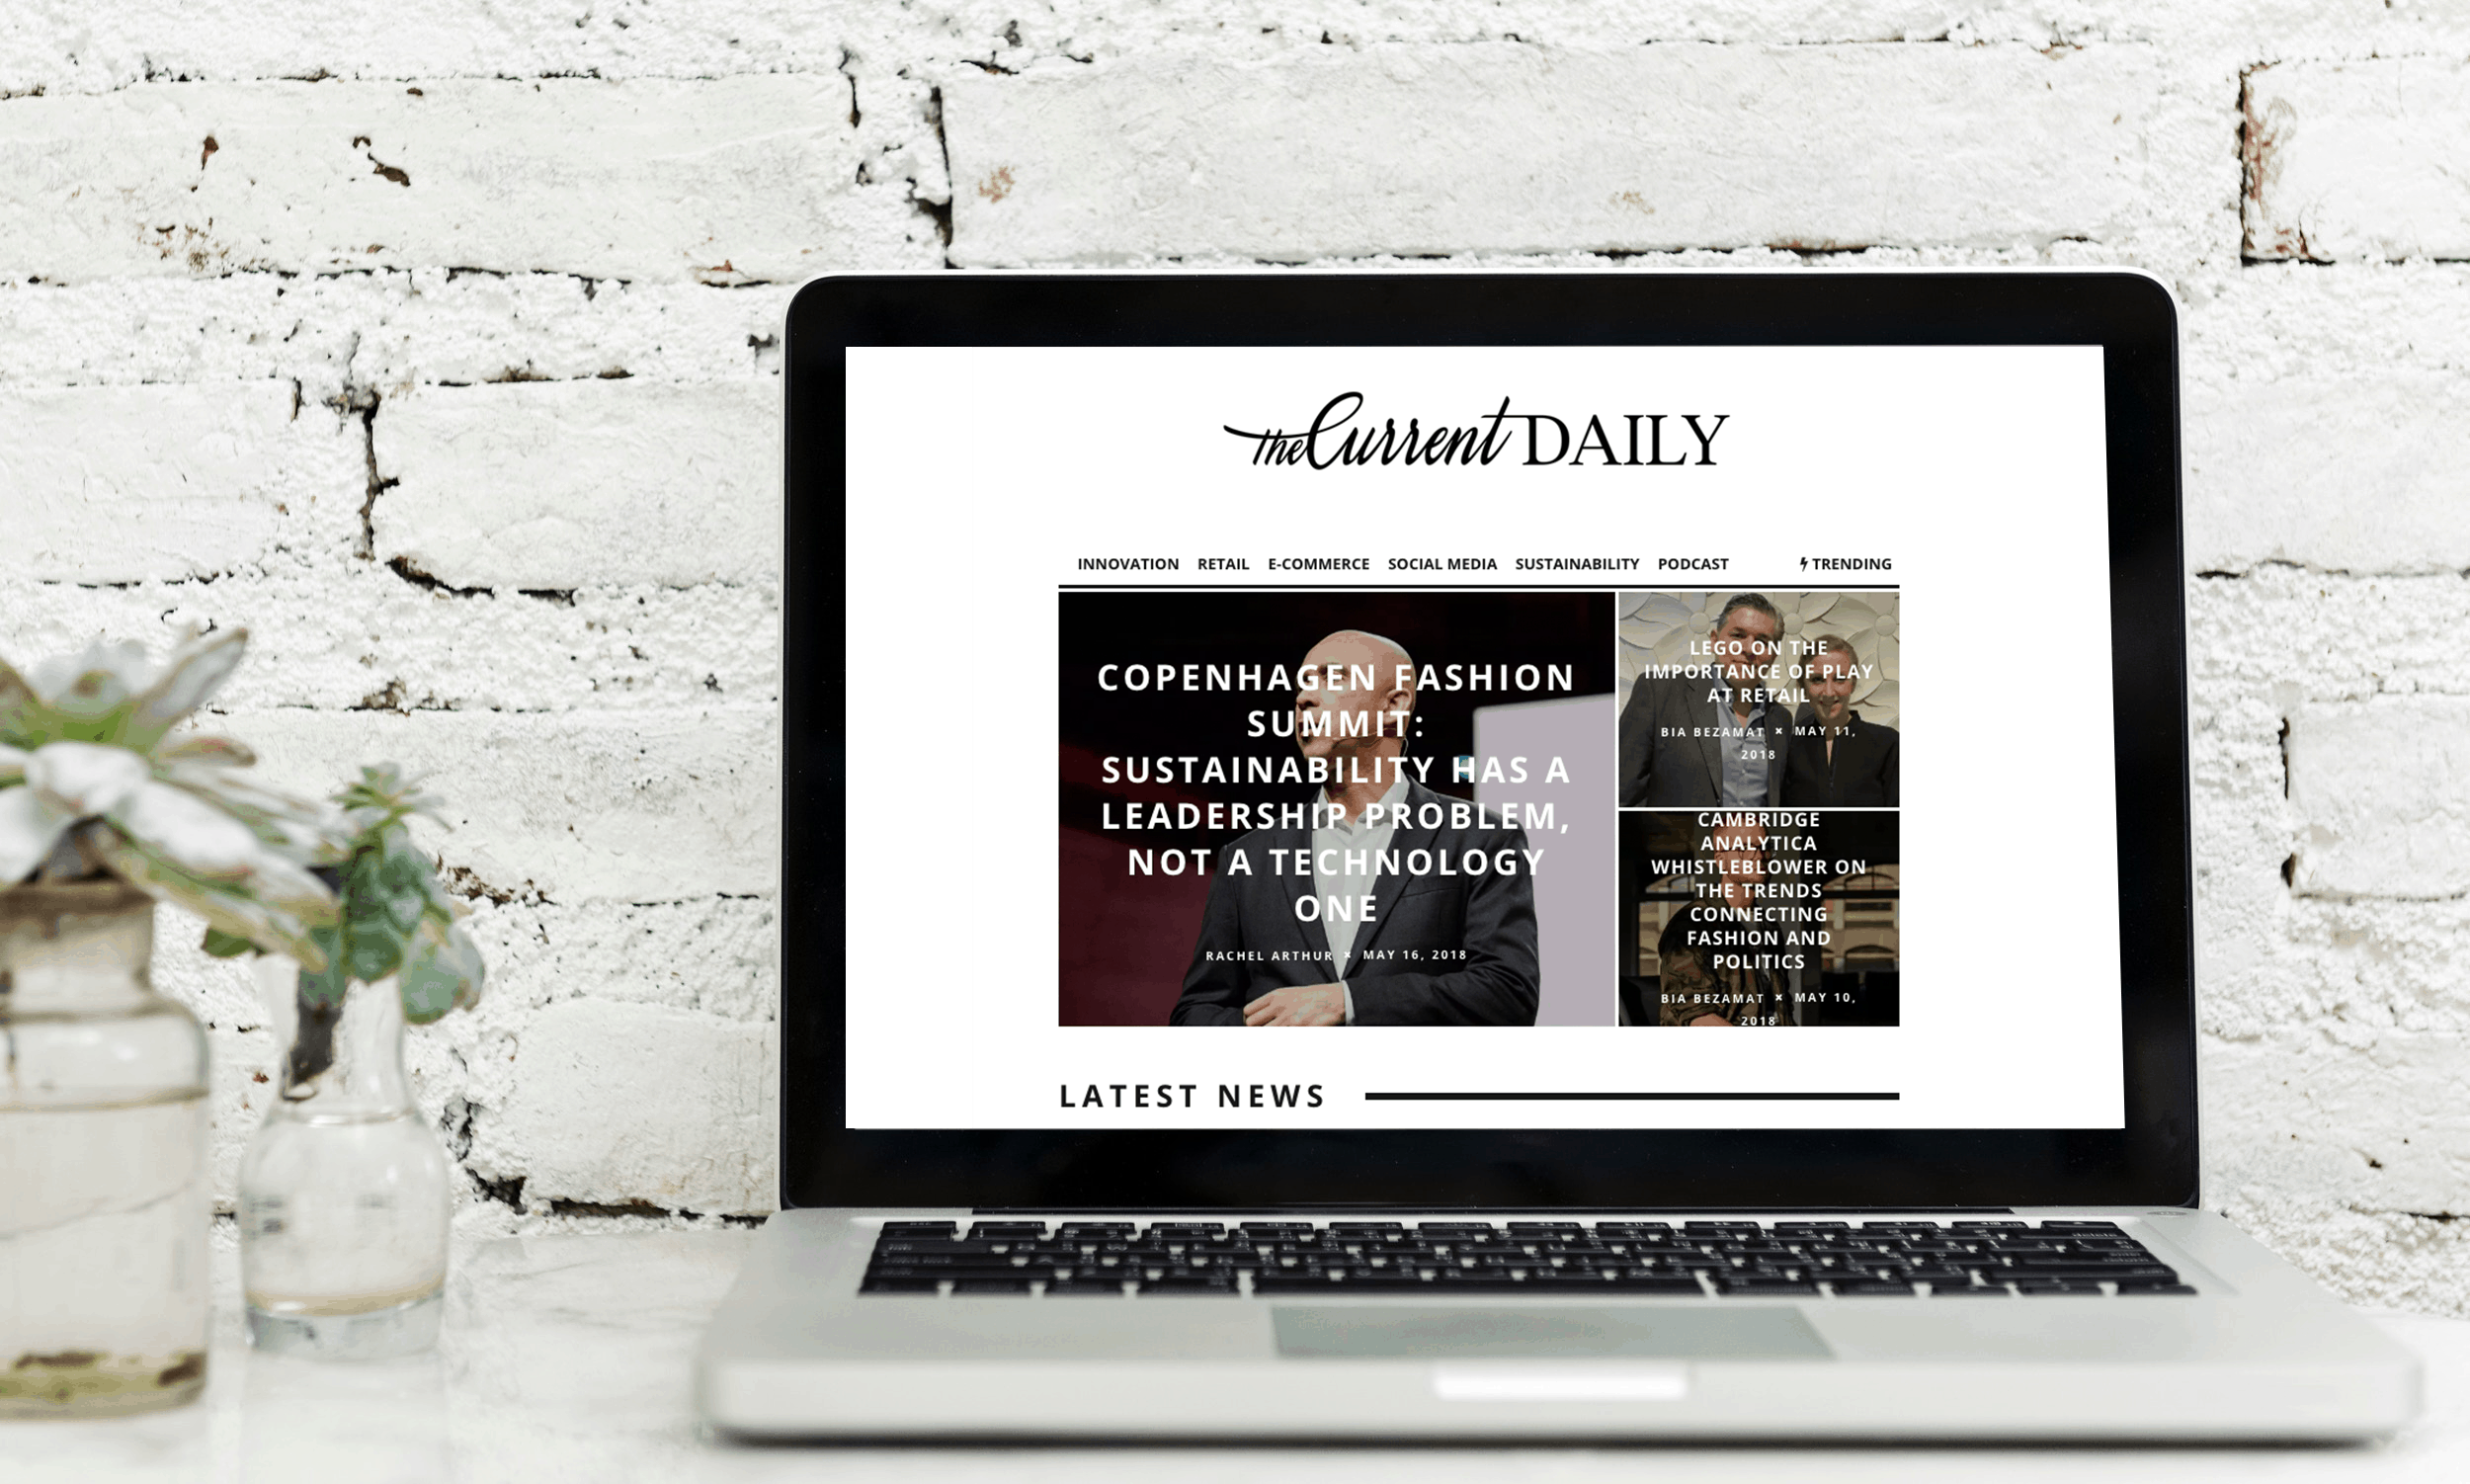 the Current DAILY
INNOVATION RETAIL E-COMMERCE SOCIAL MEDIA SUSTAINABILITY PODCAST TRENDING
COPENHAGEN FASHION
SUMMIT:
SUSTAINABILITY HAS A
LEADERSHIP PROBLEM,
NOT A TECHNOLOGY
ONE
RACHEL ARTHUR × MAY 16, 2018
LEGO ON THE
IMPORTANCE OF PLAY
AT RETAIL
BIA BEZAMAT × MAY 11,
2018
CAMBRIDGE
ANALYTICA
WHISTLEBLOWER ON
THE TRENDS
CONNECTING
FASHION AND
POLITICS
BIA BEZAMAT × MAY 10,
2018
LATEST NEWS